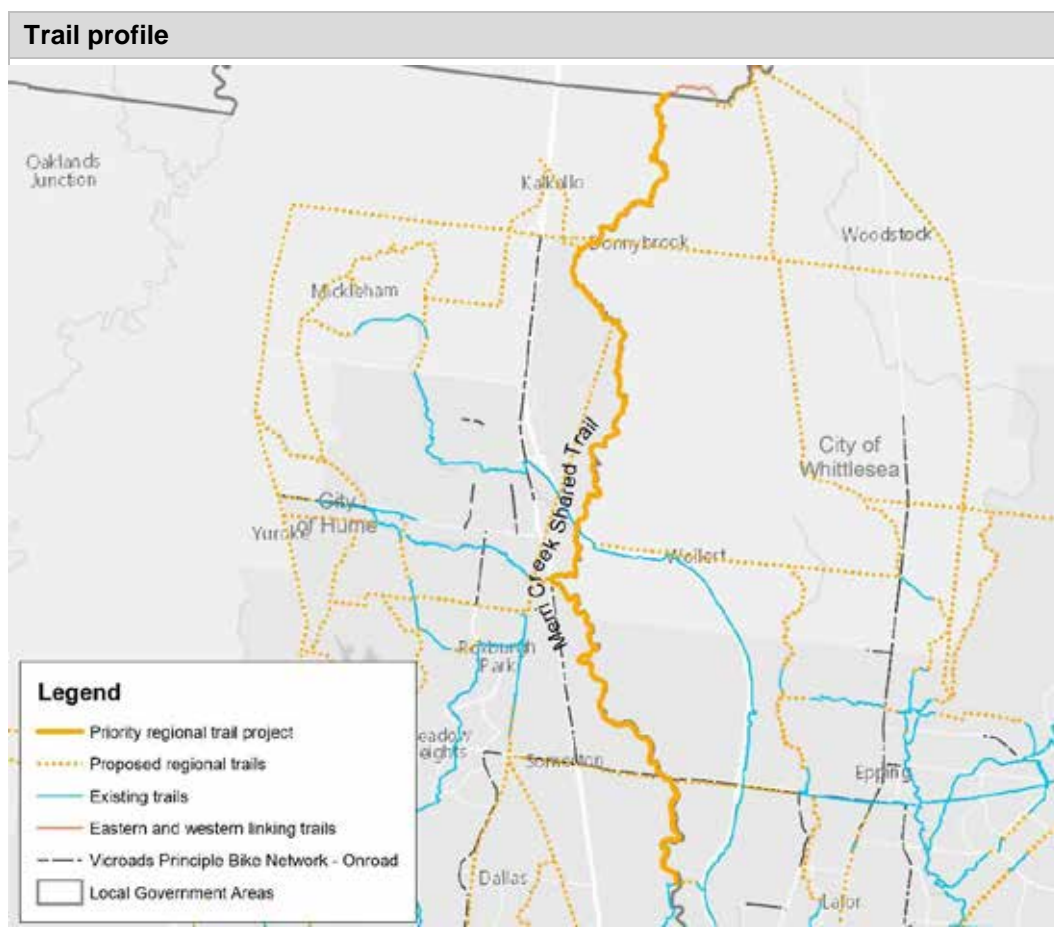 Trail profile
Oaklands
Junction
Kalkallo
Donnybrook
Woodstock
Mickleham
Merri Creek Shared Trail
City of
Whittlesea
City
of Hume
Yuroke
Wollert
Roxburgh
Park
eadow
eights
Somerton
Epping
Dallas
Lalor
Legend
Priority regional trail project
Proposed regional trails
Existing trails
Eastern and western linking trails
Vicroads Principle Bike Network - Onroad
Local Government Areas